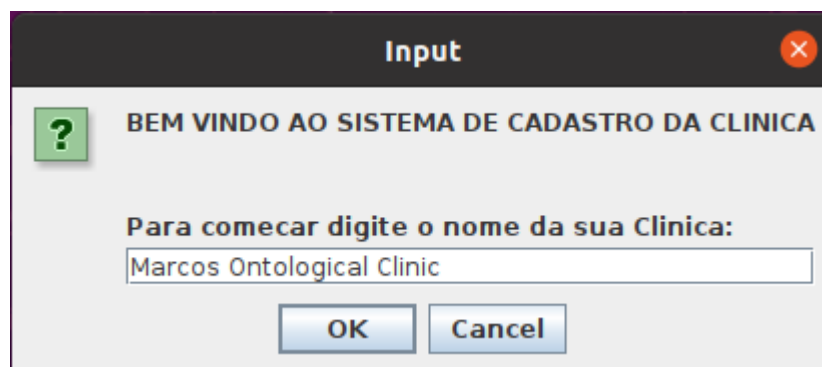 Input
BEM VINDO AO SISTEMA DE CADASTRO DA CLINICA
Para comecar digite o nome da sua Clinica:
Marcos Ontological Clinic
OK Cancel